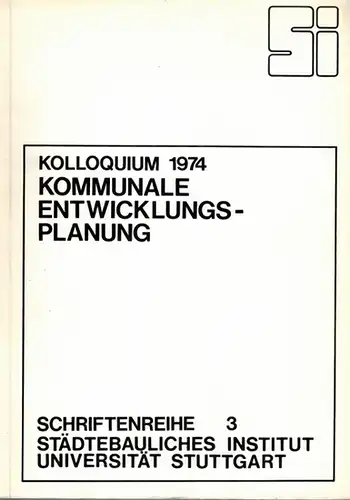 si
KOLLOQUIUM 1974
KOMMUNALE
ENTWICKLUNGS-
PLANUNG
SCHRIFTENREIHE 3
STÄDTEBAULICHES INSTITUT
UNIVERSITÄT STUTTGART